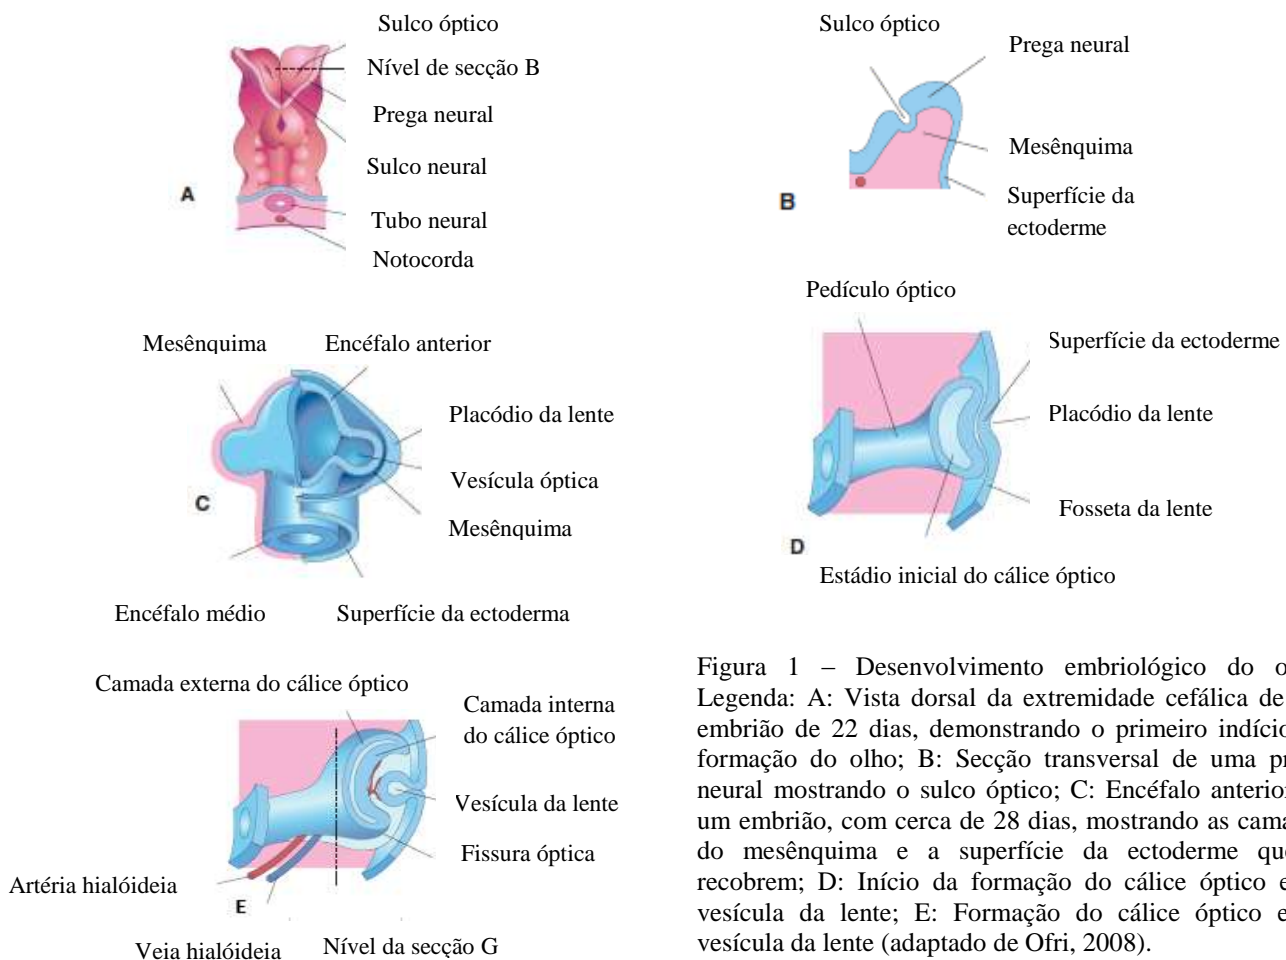 Sulco óptico
Nível de secção B
Prega neural
Sulco neural
Tubo neural
Notocorda
A
Sulco óptico
Prega neural
Mesênquima
Superfície da
ectoderme
B
Mesênquima
Encéfalo anterior
Placódio da lente
Vesícula óptica
Mesênquima
C
Encéfalo médio
Superfície da ectoderma
Pedículo óptico
Superfície da ectoderme
Placódio da lente
Fosseta da lente
D
Estádio inicial do cálice óptico
Camada externa do cálice óptico
Camada interna
do cálice óptico
Vesícula da lente
Fissura óptica
Artéria hialóideia
E
Veia hialóideia
Nível da secção G
Figura 1 – Desenvolvimento embriológico do o
Legenda: A: Vista dorsal da extremidade cefálica de
embrião de 22 dias, demonstrando o primeiro indício
formação do olho; B: Secção transversal de uma pr
neural mostrando o sulco óptico; C: Encéfalo anterior
um embrião, com cerca de 28 dias, mostrando as cama
do mesênquima e a superfície da ectoderme que
recobrem; D: Início da formação do cálice óptico e
vesícula da lente; E: Formação do cálice óptico e
vesícula da lente (adaptado de Ofri, 2008).